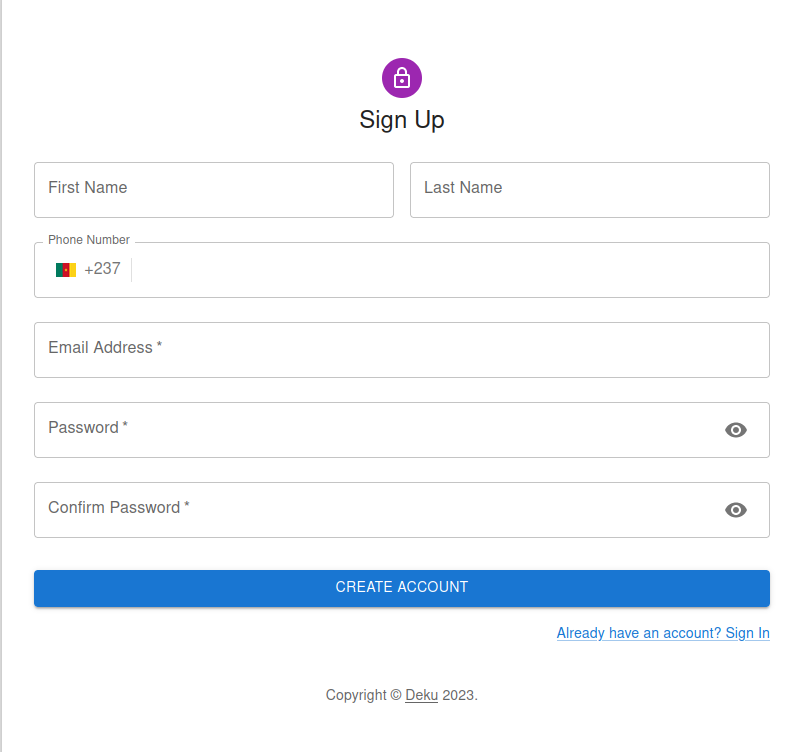 Sign Up
First Name
Last Name
Phone Number
+237
Email Address *
Password *
Confirm Password *
CREATE ACCOUNT
Already have an account? Sign In
Copyright © Deku 2023.